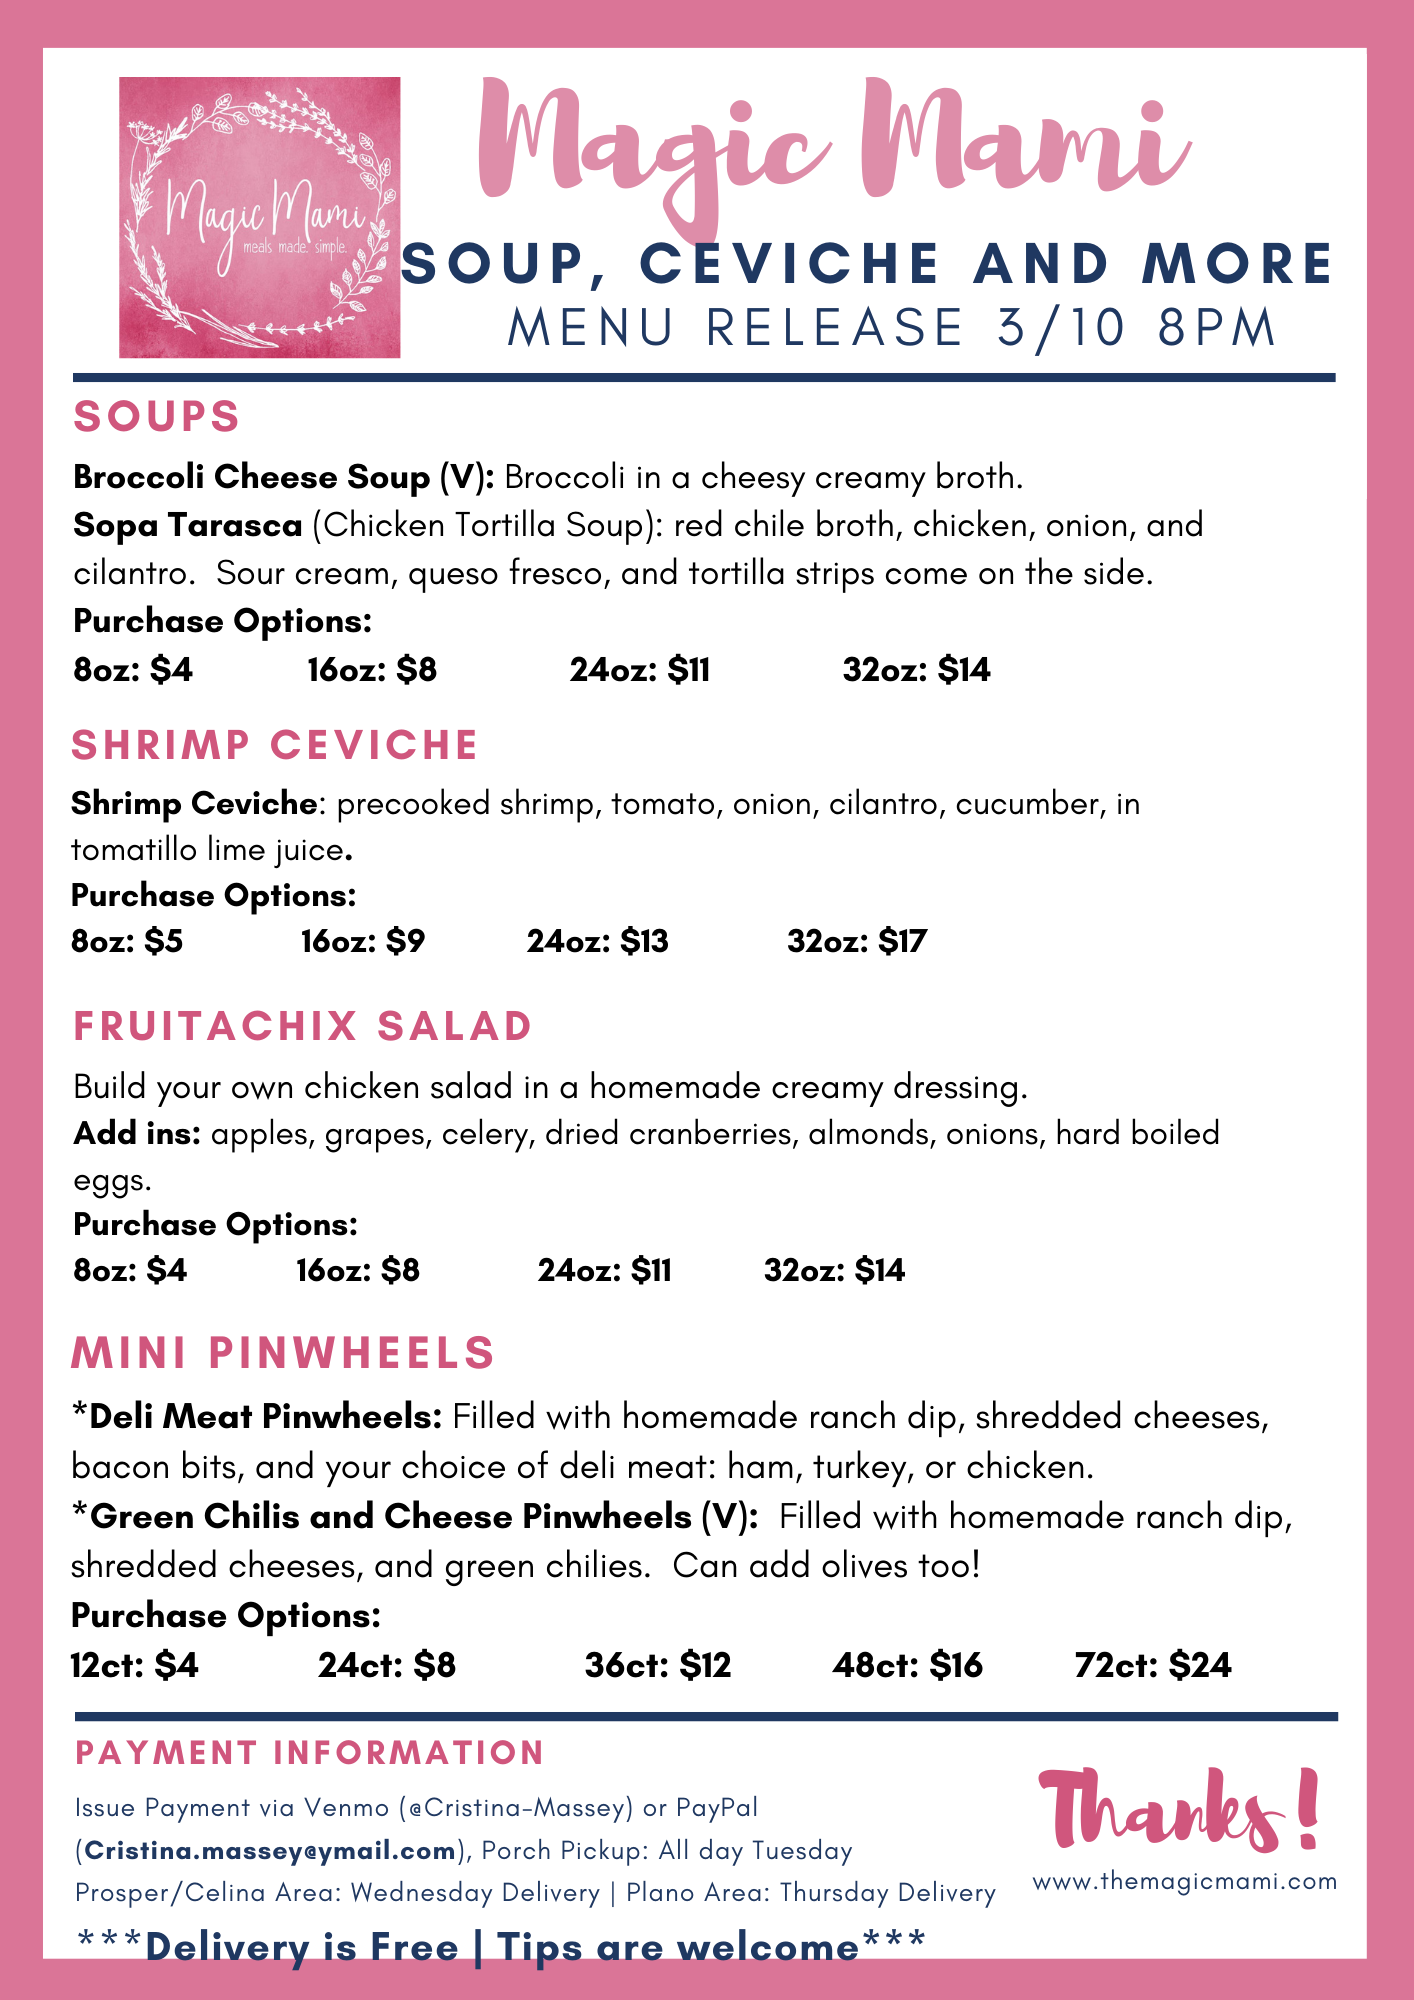 Magic Mami
meals made. simple.
Magic Mami
SOUP, CEVICHE AND MORE
MENU RELEASE 3/10 8PM
SOUPS
Broccoli Cheese Soup (V): Broccoli in a cheesy creamy broth.
Sopa Tarasca (Chicken Tortilla Soup): red chile broth, chicken, onion, and
cilantro.  Sour cream, queso fresco, and tortilla strips come on the side.
Purchase Options:
8oz: $4 16oz: $8 24oz: $11 32oz: $14
SHRIMP CEVICHE
Shrimp Ceviche: precooked shrimp, tomato, onion, cilantro, cucumber, in
tomatillo lime juice.
Purchase Options:
8oz: $5 16oz: $9 24oz: $13 32oz: $17
FRUITACHIX SALAD
Build your own chicken salad in a homemade creamy dressing.
Add ins: apples, grapes, celery, dried cranberries, almonds, onions, hard boiled
eggs.
Purchase Options:
8oz: $4 16oz: $8 24oz: $11 32oz: $14
MINI PINWHEELS
*Deli Meat Pinwheels: Filled with homemade ranch dip, shredded cheeses,
bacon bits, and your choice of deli meat: ham, turkey, or chicken.
*Green Chilis and Cheese Pinwheels (V):  Filled with homemade ranch dip,
shredded cheeses, and green chilies.  Can add olives too!
Purchase Options:
12ct: $4 24ct: $8 36ct: $12 48ct: $16 72ct: $24
PAYMENT INFORMATION
Issue Payment via Venmo (@Cristina-Massey) or PayPal
(Cristina.massey@ymail.com), Porch Pickup: All day Tuesday
Prosper/Celina Area: Wednesday Delivery | Plano Area: Thursday Delivery
***Delivery is Free | Tips are welcome***
Thanks!
www.themagicmami.com